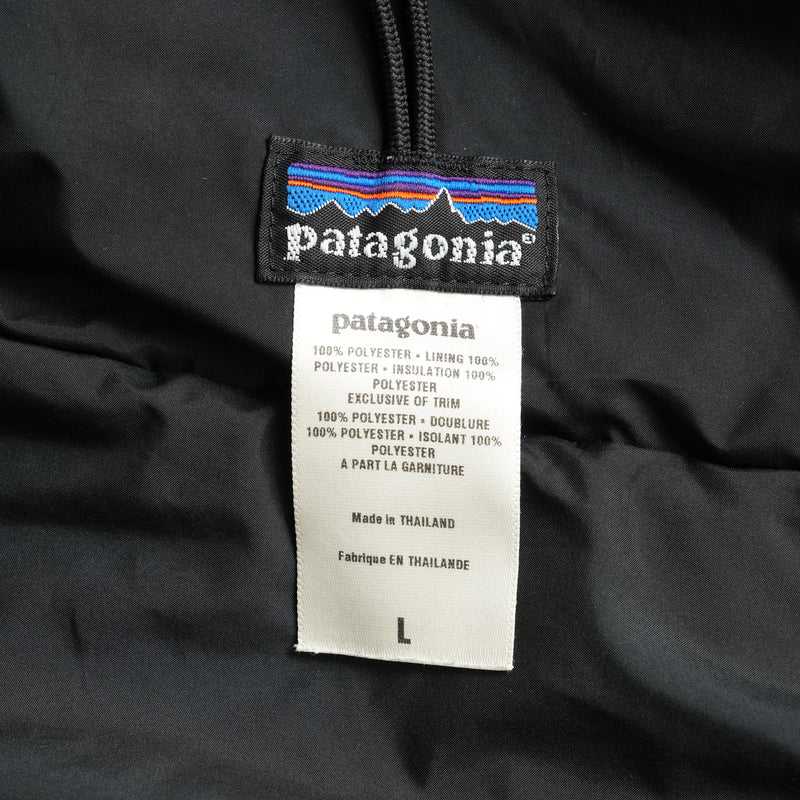 patagonia
patagonia
100% POLYESTER • LINING 100%
POLYESTER • INSULATION 100%
POLYESTER
EXCLUSIVE OF TRIM
100% POLYESTER • DOUBLURE
100% POLYESTER • ISOLANT 100%
POLYESTER
A PART LA GARNITURE
Made in THAILAND
Fabrique EN THAILANDE
L